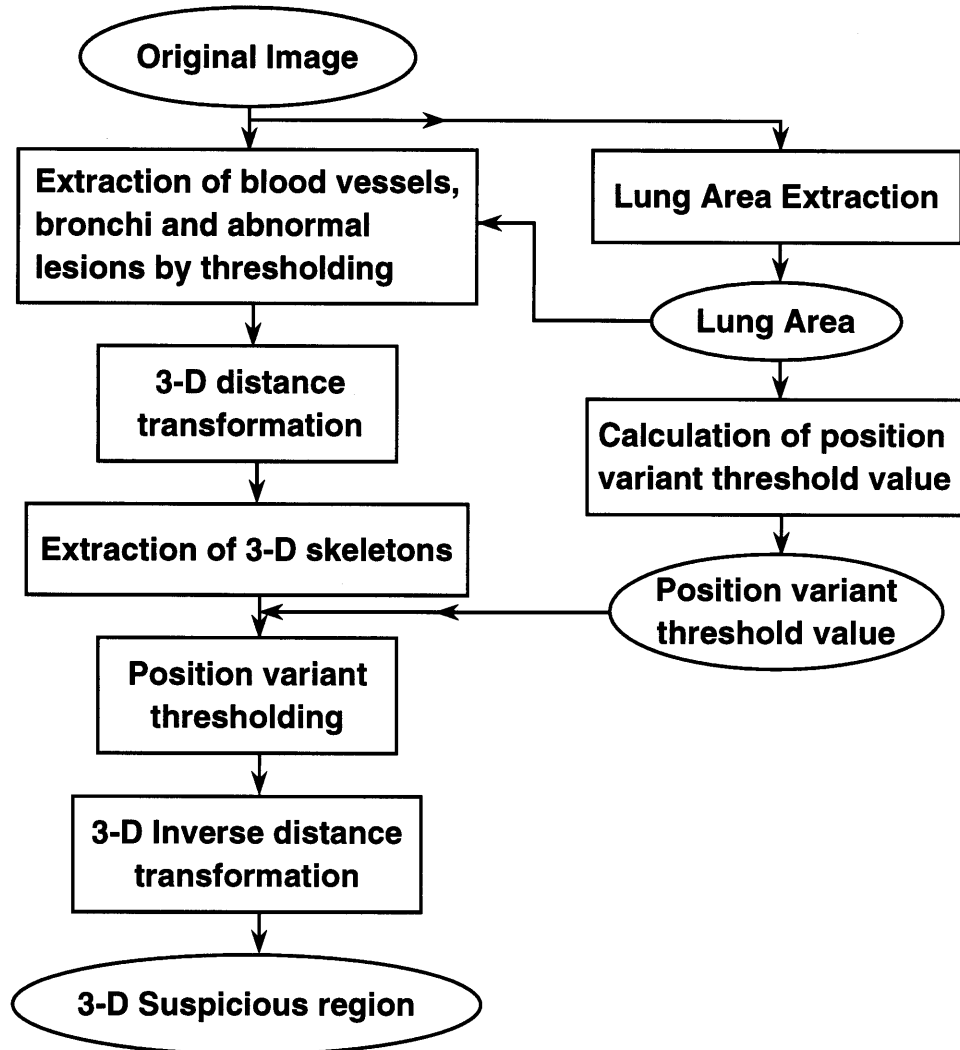 Original Image
Extraction of blood vessels,
bronchi and abnormal
lesions by thresholding
Lung Area Extraction
Lung Area
3-D distance
transformation
Calculation of position
variant threshold value
Extraction of 3-D skeletons
Position variant
threshold value
Position variant
thresholding
3-D Inverse distance
transformation
3-D Suspicious region